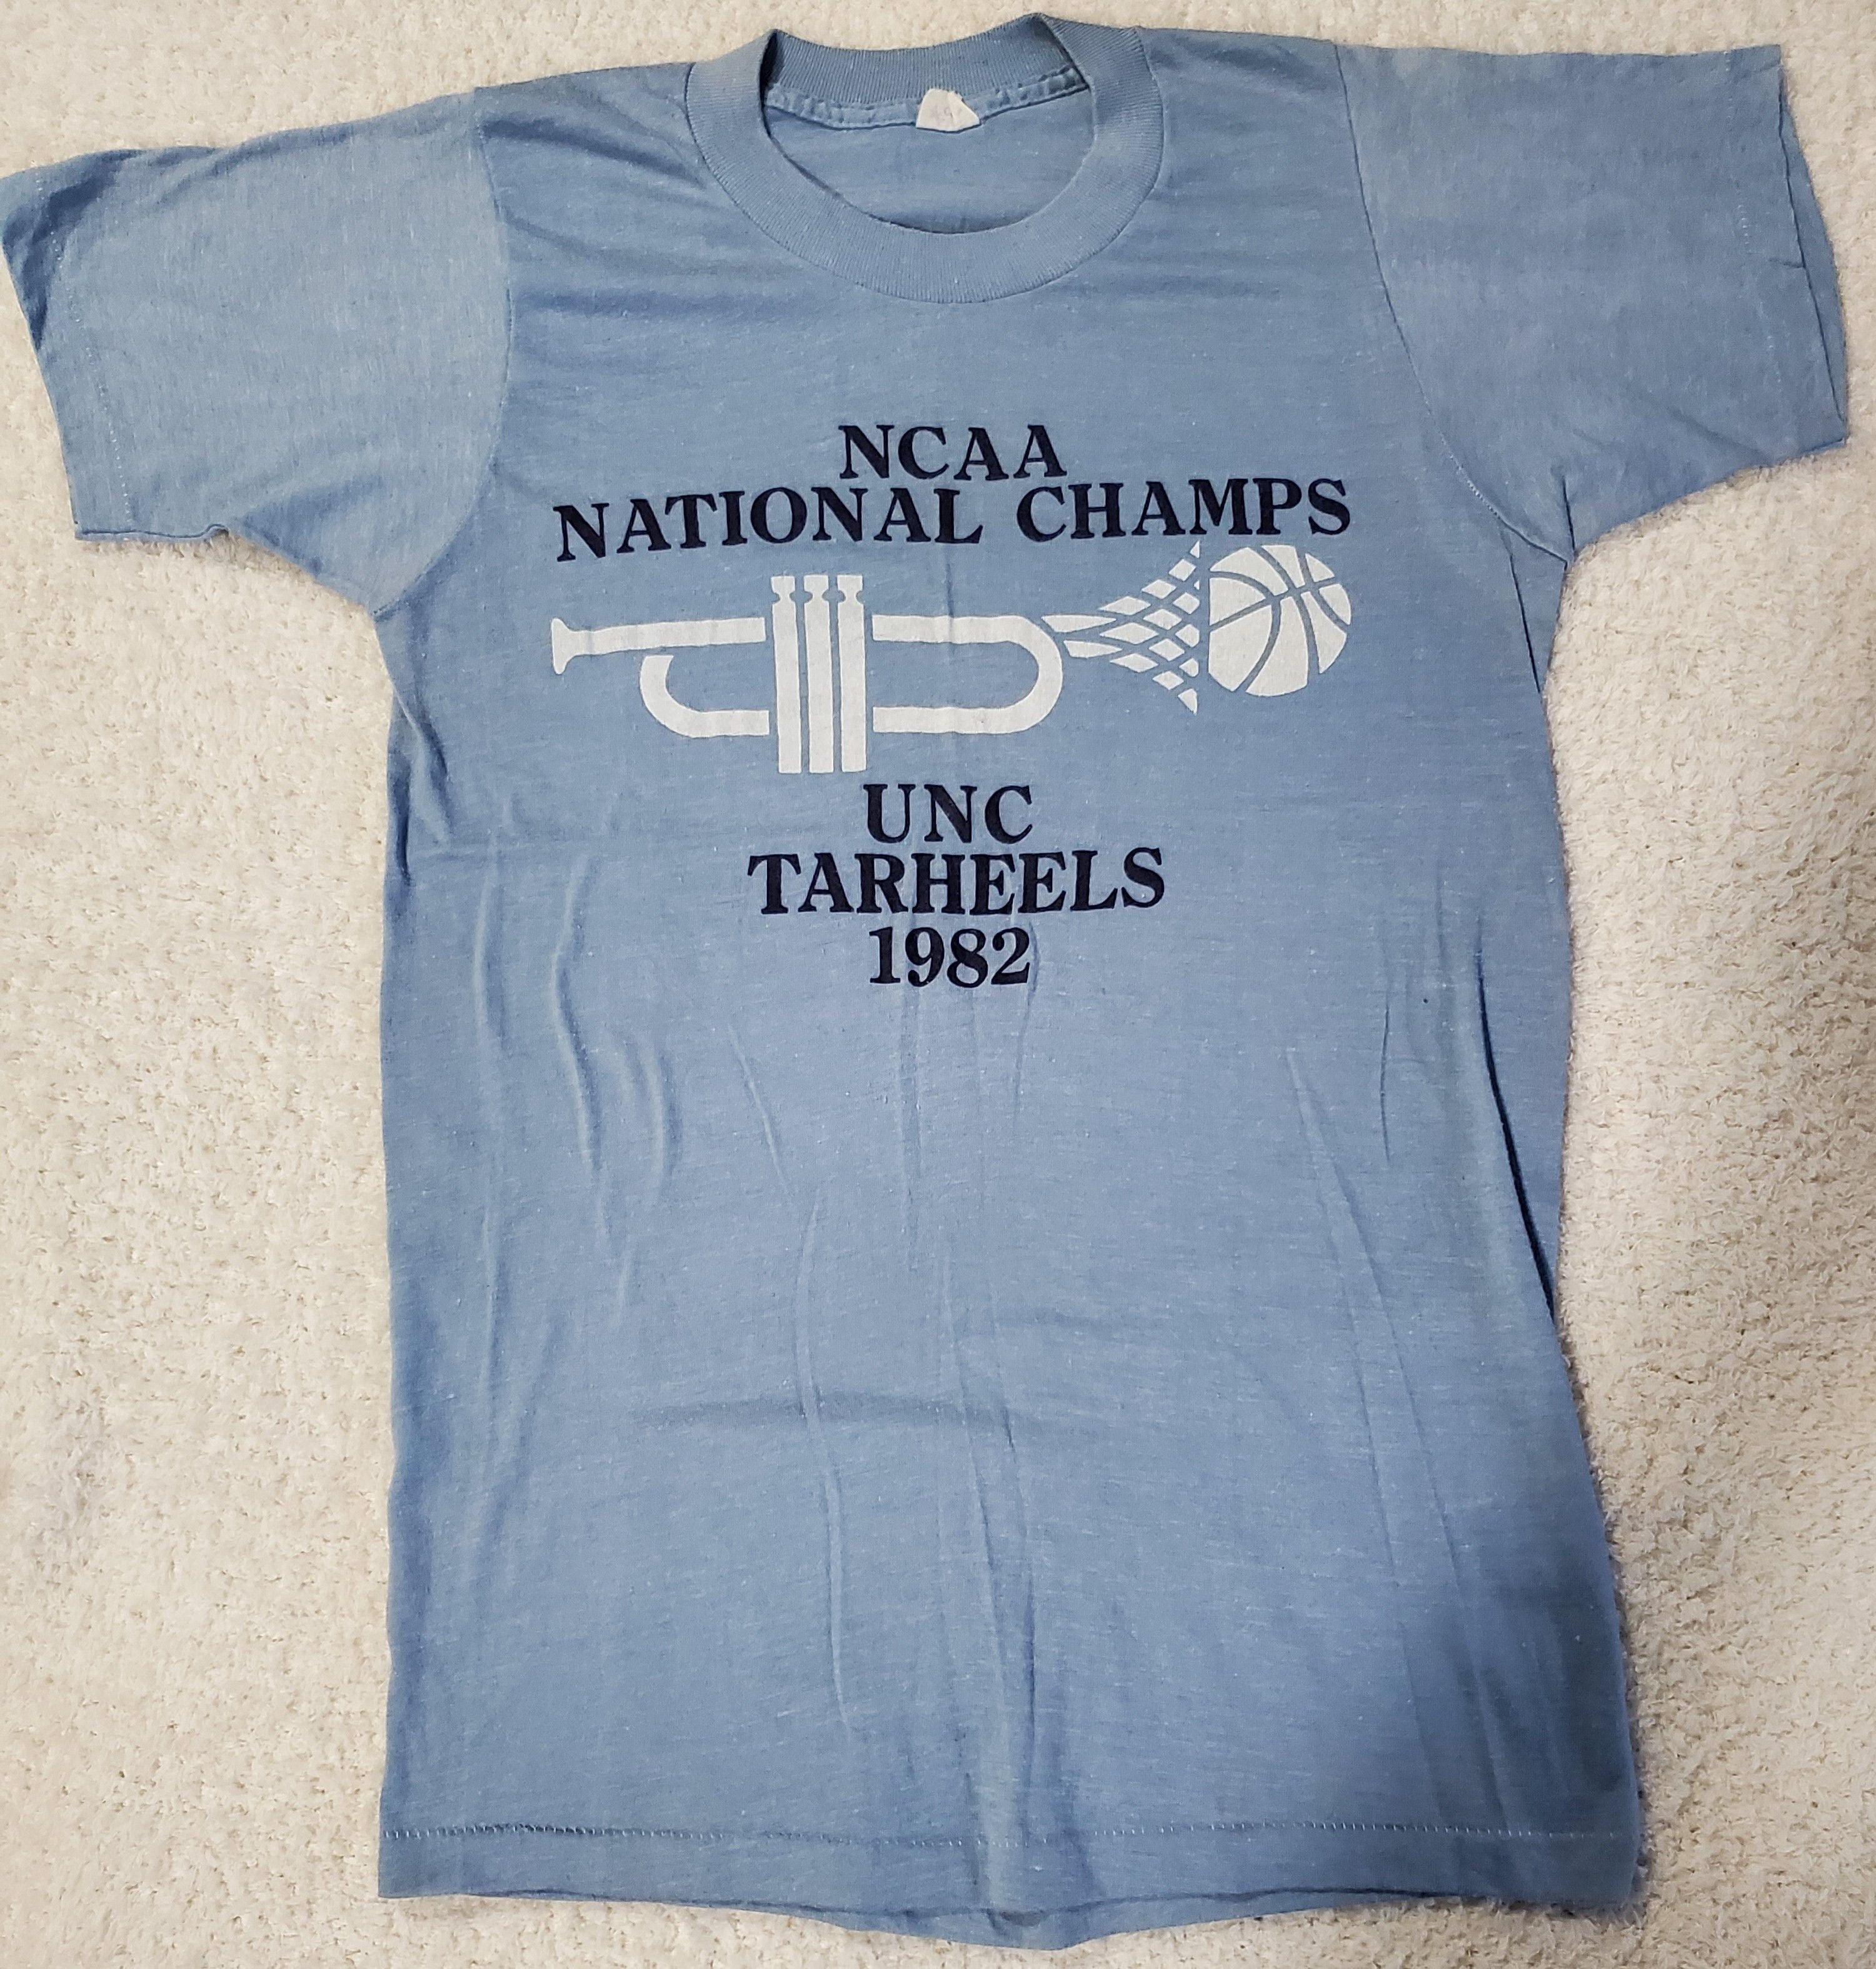 NCAA
NATIONAL CHAMPS
UNC
TARHEELS
1982